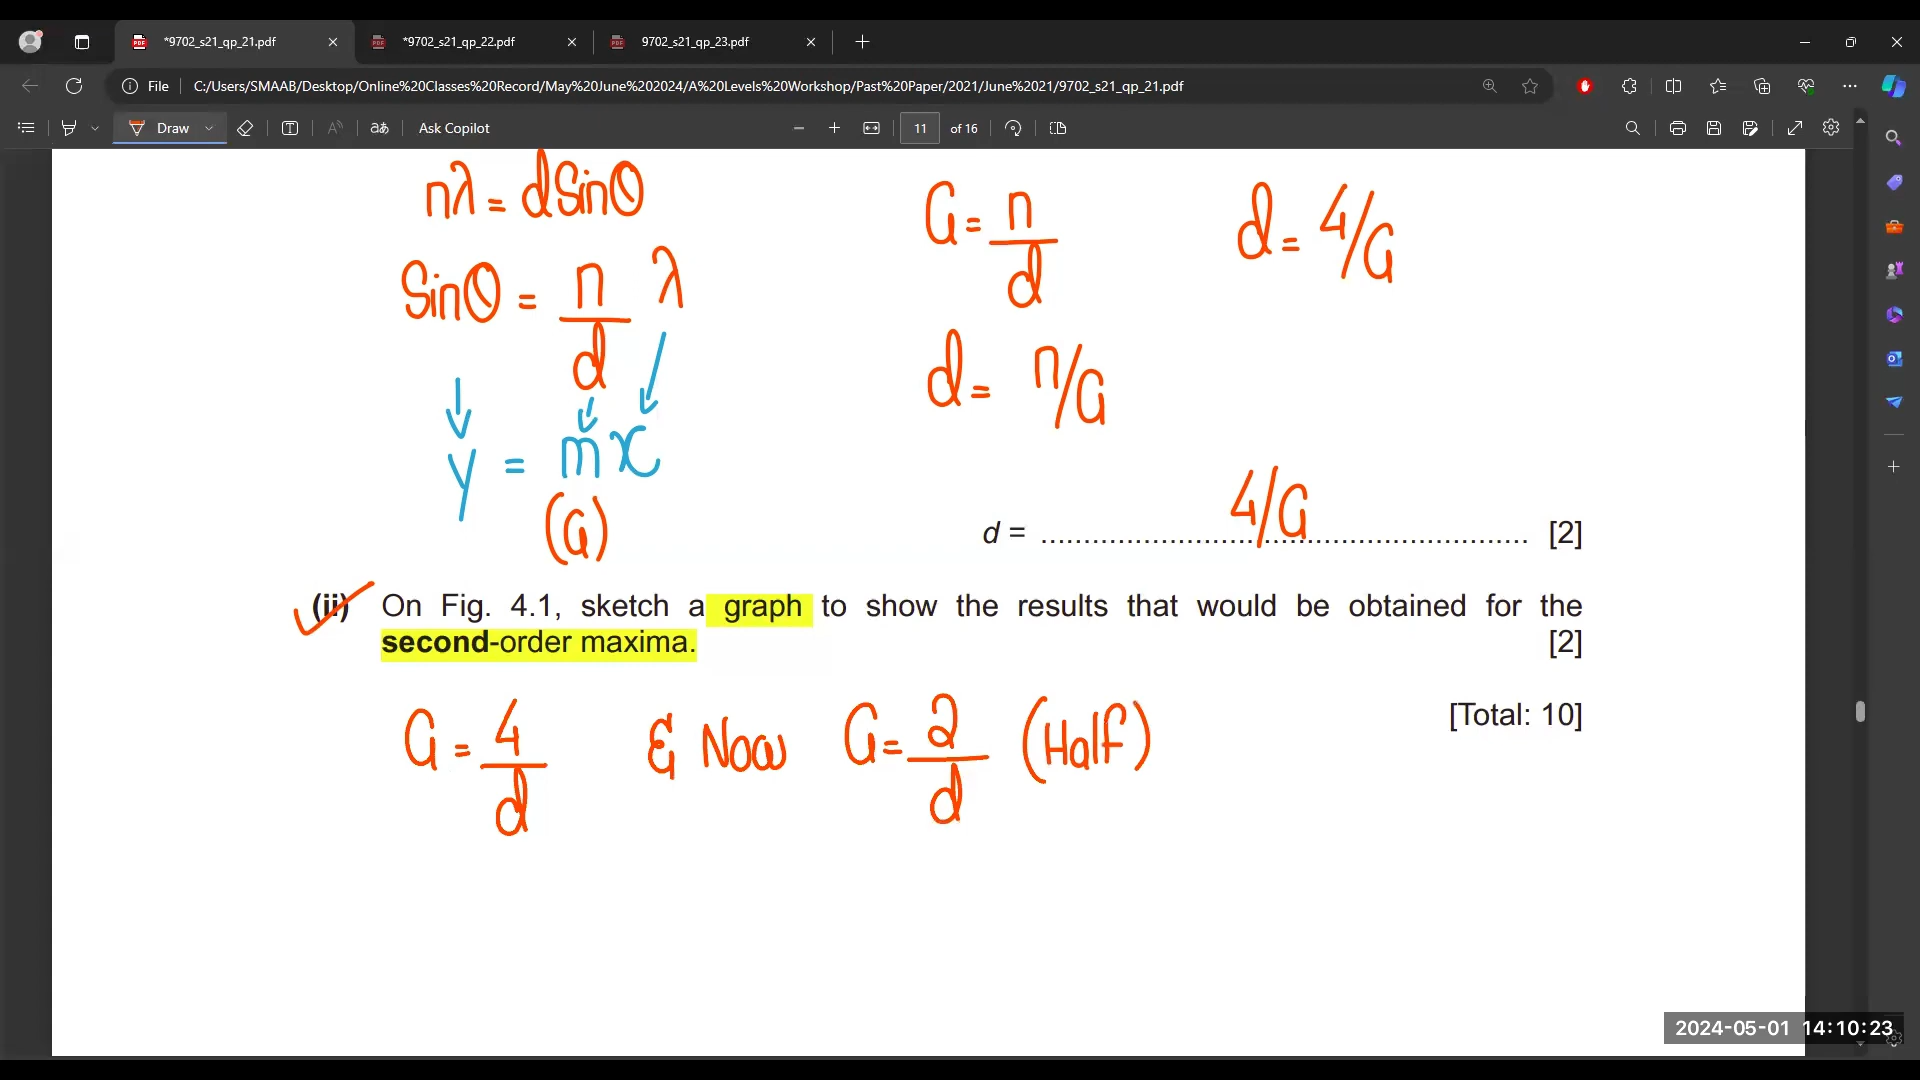 *9702_s21_qp_21.pdf *9702_s21_qp_22.pdf 9702_s21_qp_23.pdf
File C:/Users/SMAAB/Desktop/Online%20Classes%20Record/May%20June%202024/A%20Levels%20Workshop/Past%20Paper/2021/June%2021/9702_s21_qp_21.pdf
Draw Ask Copilot 11 of 16
nλ = dSinθ
Sinθ = n/d λ
y = mx
(G)
G = n/d
d = n/G
d = 4/G
d = 4/G [2]
(ii) On Fig. 4.1, sketch a graph to show the results that would be obtained for the
second-order maxima. [2]
[Total: 10]
G = 4/d & Now G = 2/d (Half)
2024-05-01 14:10:23